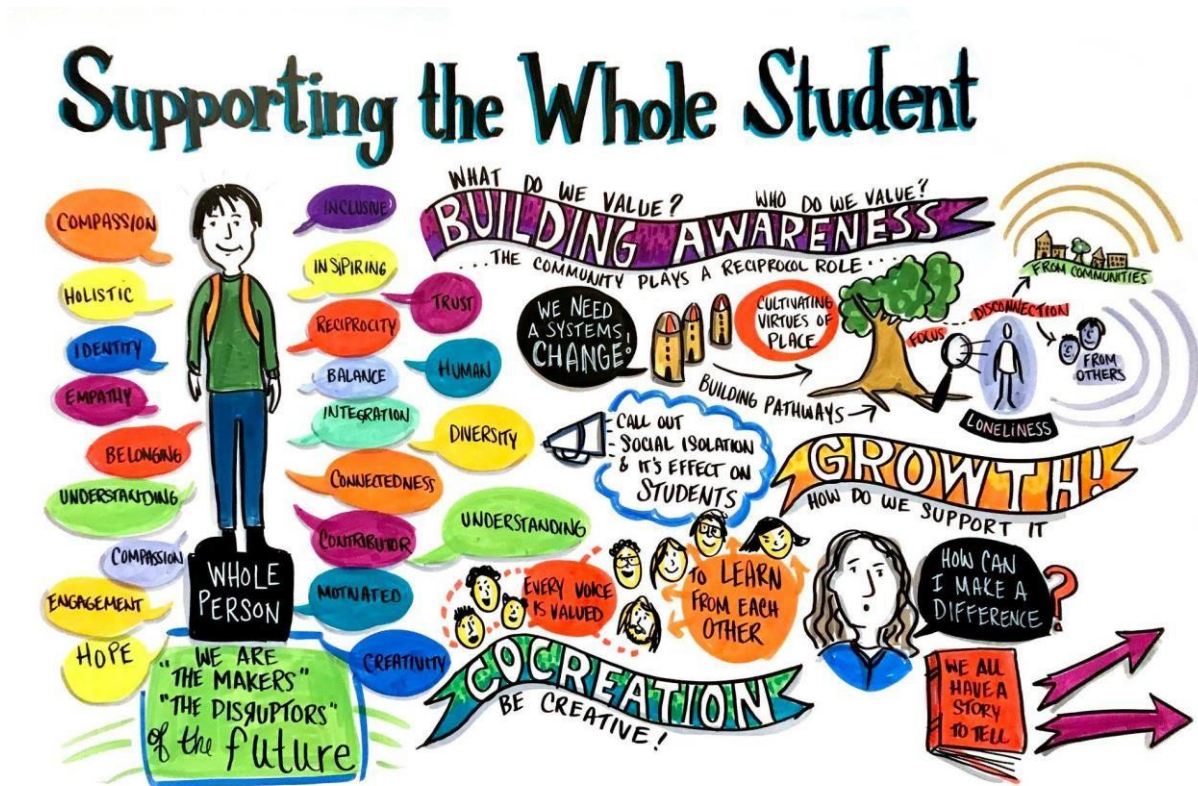 Supporting the Whole Student
COMPASSION
HOLISTIC
IDENTITY
EMPATHY
BELONGING
UNDERSTANDING
COMPASSION
ENGAGEMENT
HOPE
INCLUSIVE
INSPIRING
TRUST
RECIPROCITY
BALANCE
HUMAN
INTEGRATION
DIVERSITY
CONNECTEDNESS
UNDERSTANDING
CONTRIBUTOR
MOTIVATED
CREATIVITY
WHOLE
PERSON
WE ARE
"THE MAKERS"
"THE DISRUPTORS"
of the future
WHAT DO WE VALUE?
WHO DO WE VALUE?
BUILDING AWARENESS
...THE COMMUNITY PLAYS A RECIPROCOL ROLE...
WE NEED
A SYSTEMS
CHANGE!
CULTIVATING
VIRTUES OF
PLACE
BUILDING PATHWAYS
FOCUS
DISCONNECTION
FROM COMMUNITIES
FROM
OTHERS
LONELINESS
CALL OUT
SOCIAL ISOLATION
& IT'S EFFECT ON
STUDENTS
GROWTH!
HOW DO WE SUPPORT IT
EVERY VOICE
IS VALUED
TO LEARN
FROM EACH
OTHER
COCREATION
BE CREATIVE!
HOW CAN
I MAKE A
DIFFERENCE
?
WE ALL
HAVE A
STORY
TO TELL